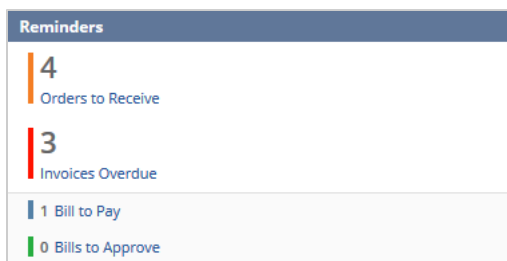 Reminders
4
Orders to Receive
3
Invoices Overdue
1 Bill to Pay
0 Bills to Approve